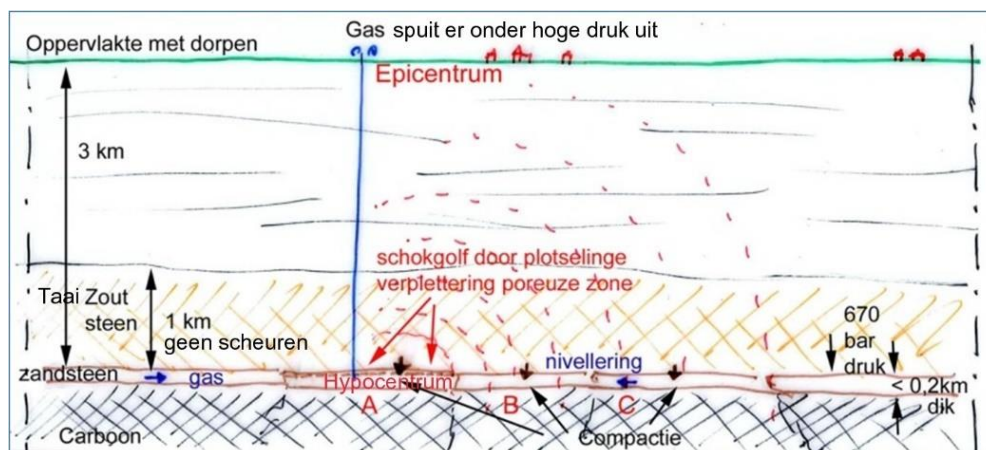 Gas spuit er onder hoge druk uit
Oppervlakte met dorpen
Epicentrum
3 km
schokgolf door plotselinge
verplettering poreuze zone
Taai Zout
steen
1 km
geen scheuren
670
bar
druk
nivellering
zandsteen
gas
Hypocentrum
< 0,2km
dik
A
B
C
Carboon
Compactie